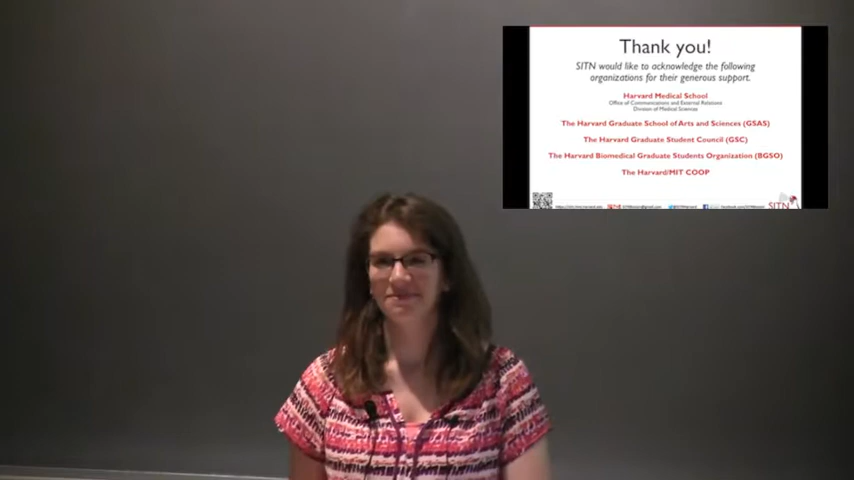 Thank you!
SITN would like to acknowledge the following
organizations for their generous support.
Harvard Medical School
Office of Communications and External Relations
Division of Medical Sciences
The Harvard Graduate School of Arts and Sciences (GSAS)
The Harvard Graduate Student Council (GSC)
The Harvard Biomedical Graduate Students Organization (BGSO)
The Harvard/MIT COOP
SITN